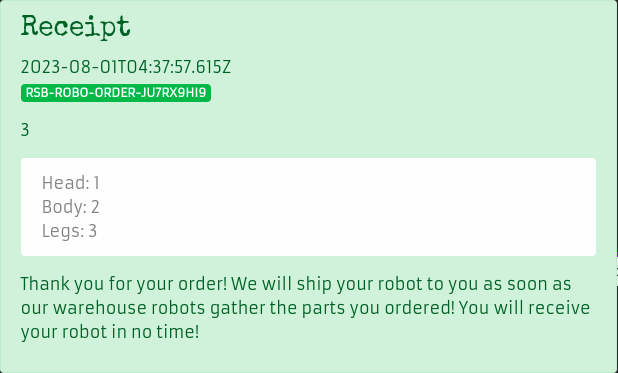 Receipt
2023-08-01T04:37:57.615Z
RSB-ROBO-ORDER-JU7RX9HI9
3
Head: 1
Body: 2
Legs: 3
Thank you for your order! We will ship your robot to you as soon as
our warehouse robots gather the parts you ordered! You will receive
your robot in no time!